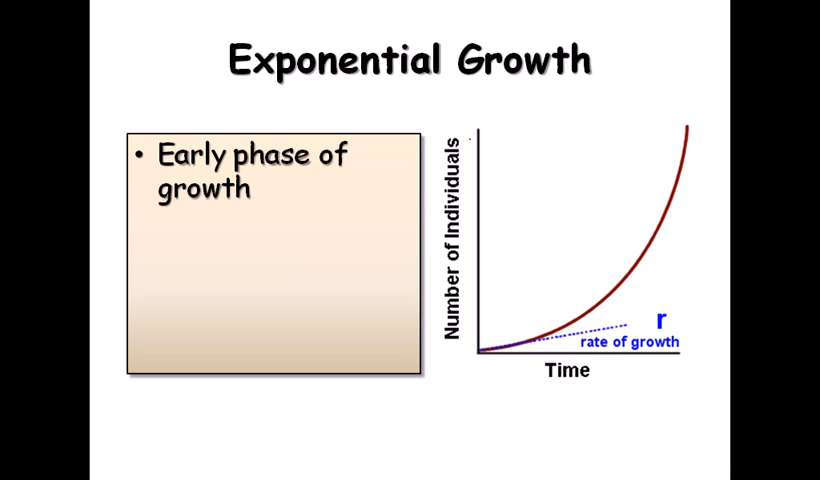 Exponential Growth
• Early phase of
growth
Number of Individuals
r
rate of growth
Time